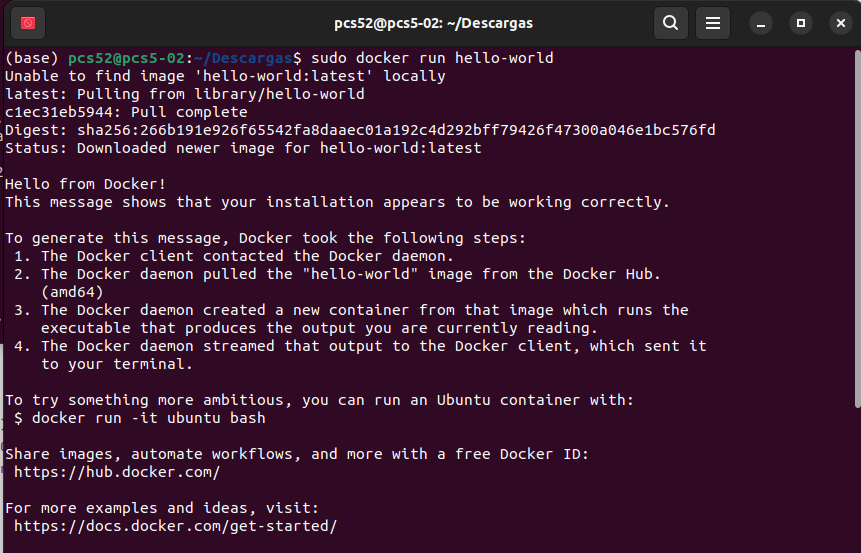 pcs52@pcs5-02: ~/Descargas
(base) pcs52@pcs5-02:~/Descargas$ sudo docker run hello-world
Unable to find image 'hello-world:latest' locally
latest: Pulling from library/hello-world
c1ec31eb5944: Pull complete
Digest: sha256:266b191e926f65542fa8daaec01a192c4d292bff79426f47300a046e1bc576fd
Status: Downloaded newer image for hello-world:latest
Hello from Docker!
This message shows that your installation appears to be working correctly.
To generate this message, Docker took the following steps:
1. The Docker client contacted the Docker daemon.
2. The Docker daemon pulled the "hello-world" image from the Docker Hub.
(amd64)
3. The Docker daemon created a new container from that image which runs the
executable that produces the output you are currently reading.
4. The Docker daemon streamed that output to the Docker client, which sent it
to your terminal.
To try something more ambitious, you can run an Ubuntu container with:
$ docker run -it ubuntu bash
Share images, automate workflows, and more with a free Docker ID:
https://hub.docker.com/
For more examples and ideas, visit:
https://docs.docker.com/get-started/